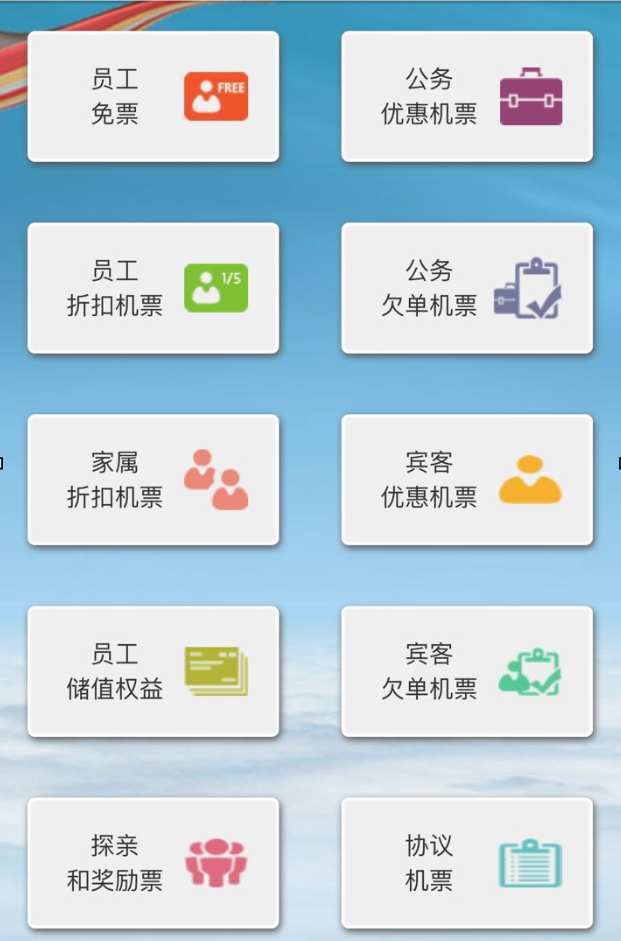 员工
免票
FREE
公务
优惠机票
员工
折扣机票
1/5
公务
欠单机票
家属
折扣机票
宾客
优惠机票
员工
储值权益
宾客
欠单机票
探亲
和奖励票
协议
机票